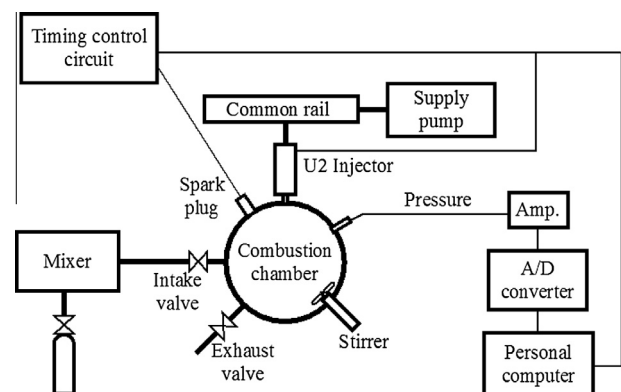 Timing control
circuit
Common rail
Supply
pump
U2 Injector
Spark
plug
Pressure
Amp.
Mixer
Combustion
chamber
Intake
valve
A/D
converter
Exhaust
valve
Stirrer
Personal
computer